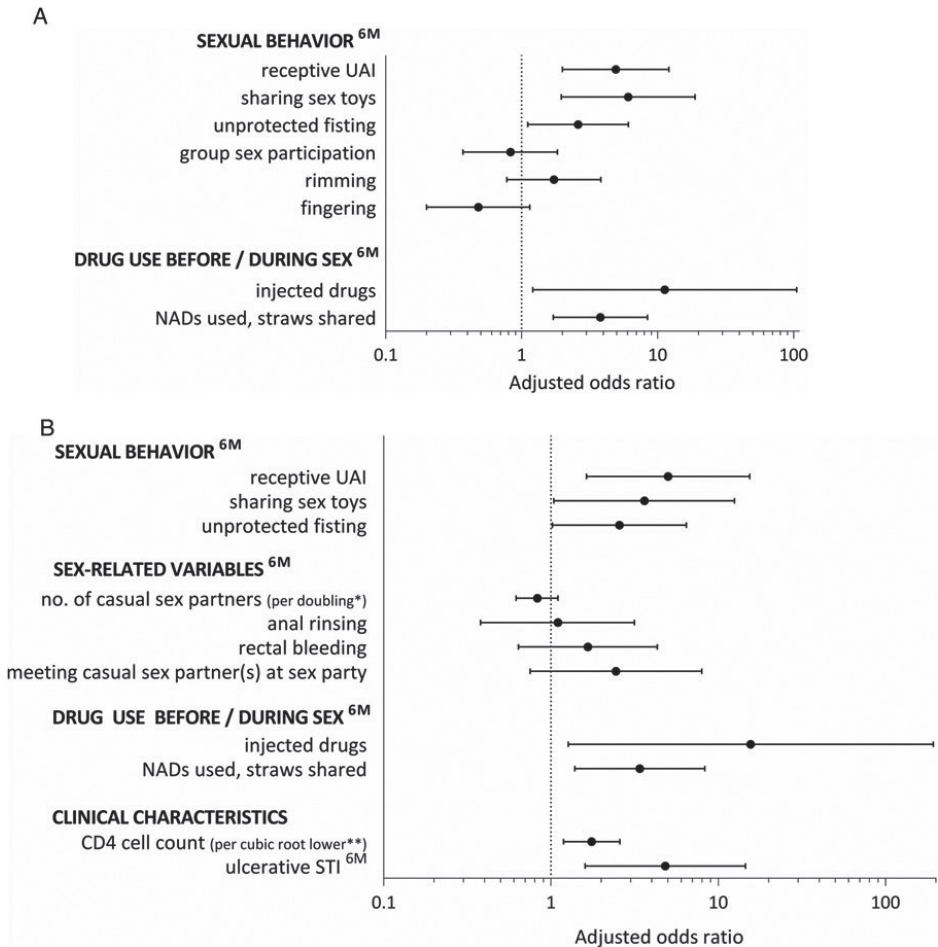 A
SEXUAL BEHAVIOR 6M
receptive UAI
sharing sex toys
unprotected fisting
group sex participation
rimming
fingering
DRUG USE BEFORE / DURING SEX 6M
injected drugs
NADs used, straws shared
0.1 1 10 100
Adjusted odds ratio
B
SEXUAL BEHAVIOR 6M
receptive UAI
sharing sex toys
unprotected fisting
SEX-RELATED VARIABLES 6M
no. of casual sex partners (per doubling*)
anal rinsing
rectal bleeding
meeting casual sex partner(s) at sex party
DRUG USE BEFORE / DURING SEX 6M
injected drugs
NADs used, straws shared
CLINICAL CHARACTERISTICS
CD4 cell count (per cubic root lower**)
ulcerative STI 6M
0.1 1 10 100
Adjusted odds ratio